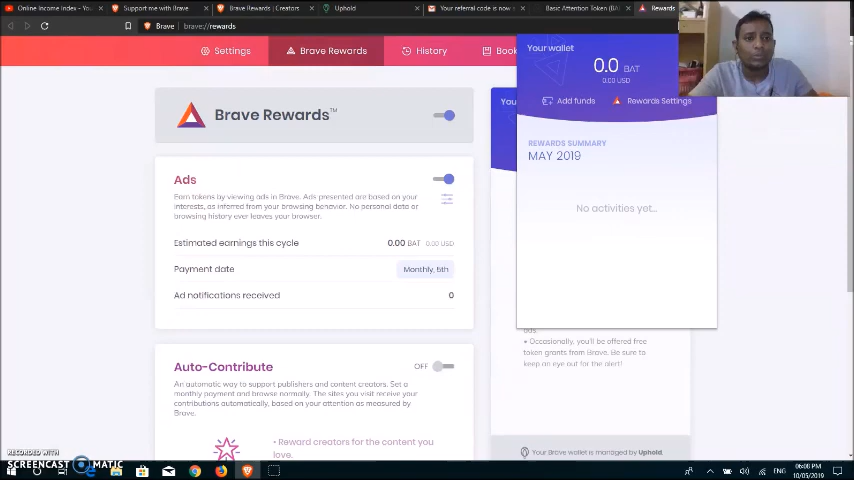 Online Income Index - You
Support me with Brave
Brave Rewards | Creators
Uphold
Your referral code is now
Basic Attention Token (BAT)
Rewards
Brave
brave://rewards
Settings
Brave Rewards
History
Book
Brave Rewards™
Ads
Earn tokens by viewing ads in Brave. Ads presented are based on your
interests, as inferred from your browsing behavior. No personal data or
browsing history ever leaves your browser.
Estimated earnings this cycle
0.00 BAT 0.00 USD
Payment date
Monthly, 5th
Ad notifications received
0
Auto-Contribute
OFF
An automatic way to support publishers and content creators. Set a
monthly payment and browse normally. The sites you visit receive your
contributions automatically, based on your attention as measured by
Brave.
• Reward creators for the content you
love.
You
Your wallet
0.0 BAT
0.00 USD
Add funds
Rewards Settings
REWARDS SUMMARY
MAY 2019
No activities yet...
ads.
• Occasionally, you'll be offered free
token grants from Brave. Be sure to
keep an eye out for the alert!
Your Brave wallet is managed by Uphold.
RECORDED WITH
SCREENCAST MATIC
ENG
06:08 PM
10/05/2019